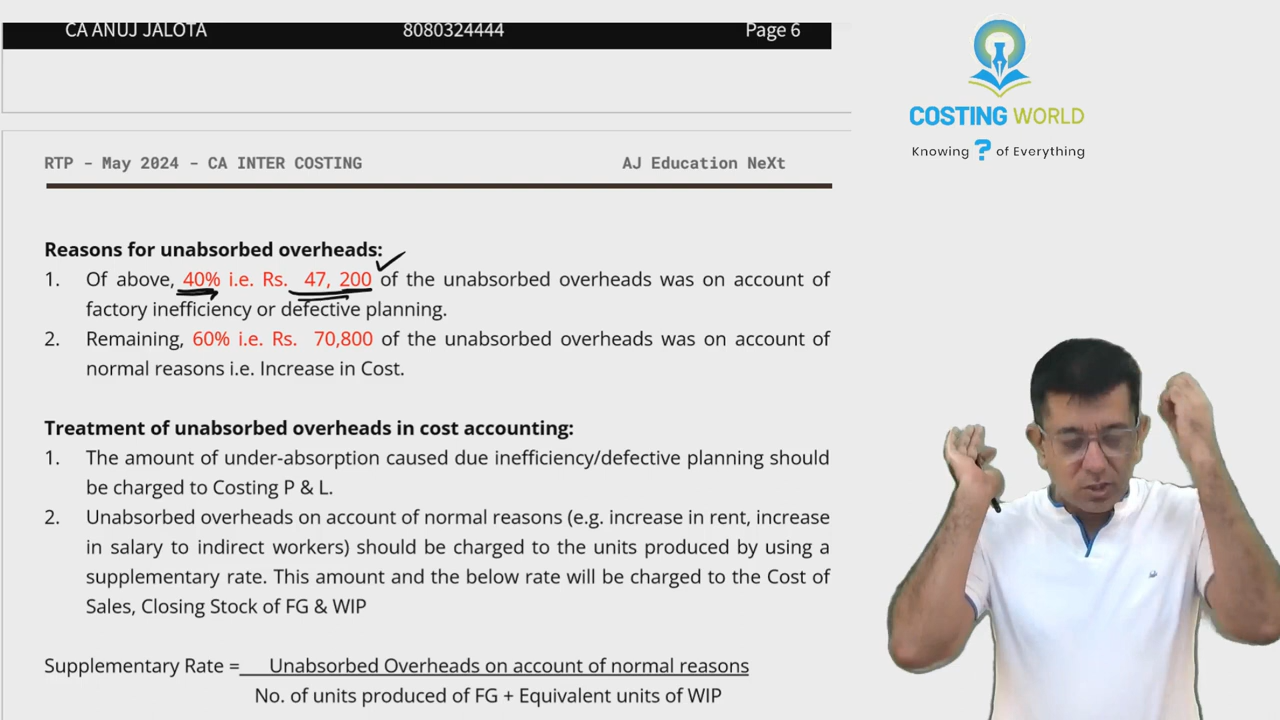 CA ANUJ JALOTA 8080324444 Page 6
COSTING WORLD
Knowing ? of Everything
RTP - May 2024 - CA INTER COSTING AJ Education NeXt
Reasons for unabsorbed overheads:
1. Of above, 40% i.e. Rs. 47, 200 of the unabsorbed overheads was on account of
factory inefficiency or defective planning.
2. Remaining, 60% i.e. Rs. 70,800 of the unabsorbed overheads was on account of
normal reasons i.e. Increase in Cost.
Treatment of unabsorbed overheads in cost accounting:
1. The amount of under-absorption caused due inefficiency/defective planning should
be charged to Costing P & L.
2. Unabsorbed overheads on account of normal reasons (e.g. increase in rent, increase
in salary to indirect workers) should be charged to the units produced by using a
supplementary rate. This amount and the below rate will be charged to the Cost of
Sales, Closing Stock of FG & WIP
Supplementary Rate = Unabsorbed Overheads on account of normal reasons
No. of units produced of FG + Equivalent units of WIP